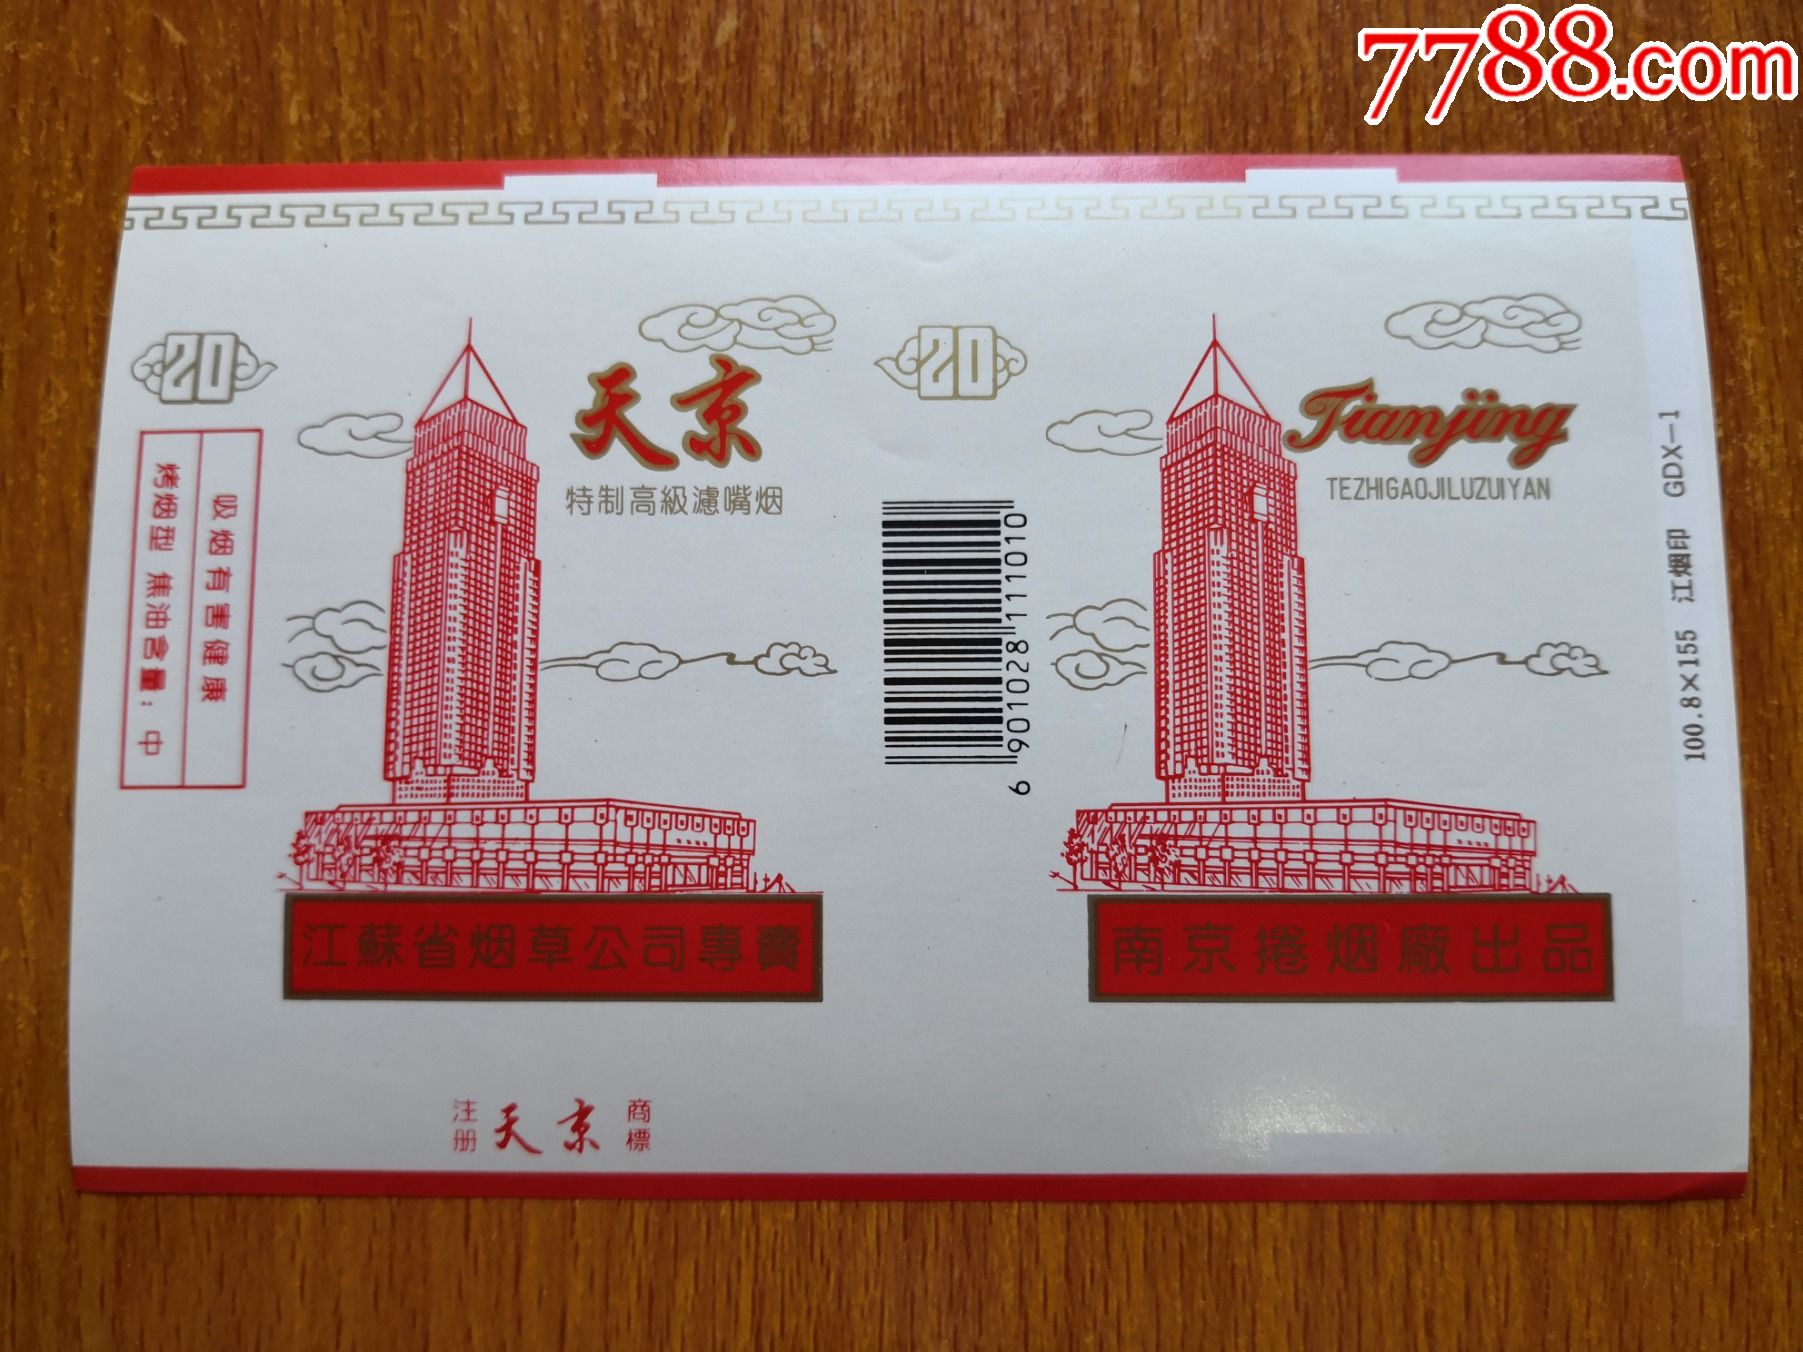 7788.com
20
吸烟有害健康
烤烟型 焦油含量：中
天京
特制高級濾嘴烟
江蘇省烟草公司專賣
注册 天京 商標
20
6 901028 111010
Tianjing
TEZHIGAOJILUZUIYAN
南京捲烟廠出品
100.8×155 江烟印 GDX—1